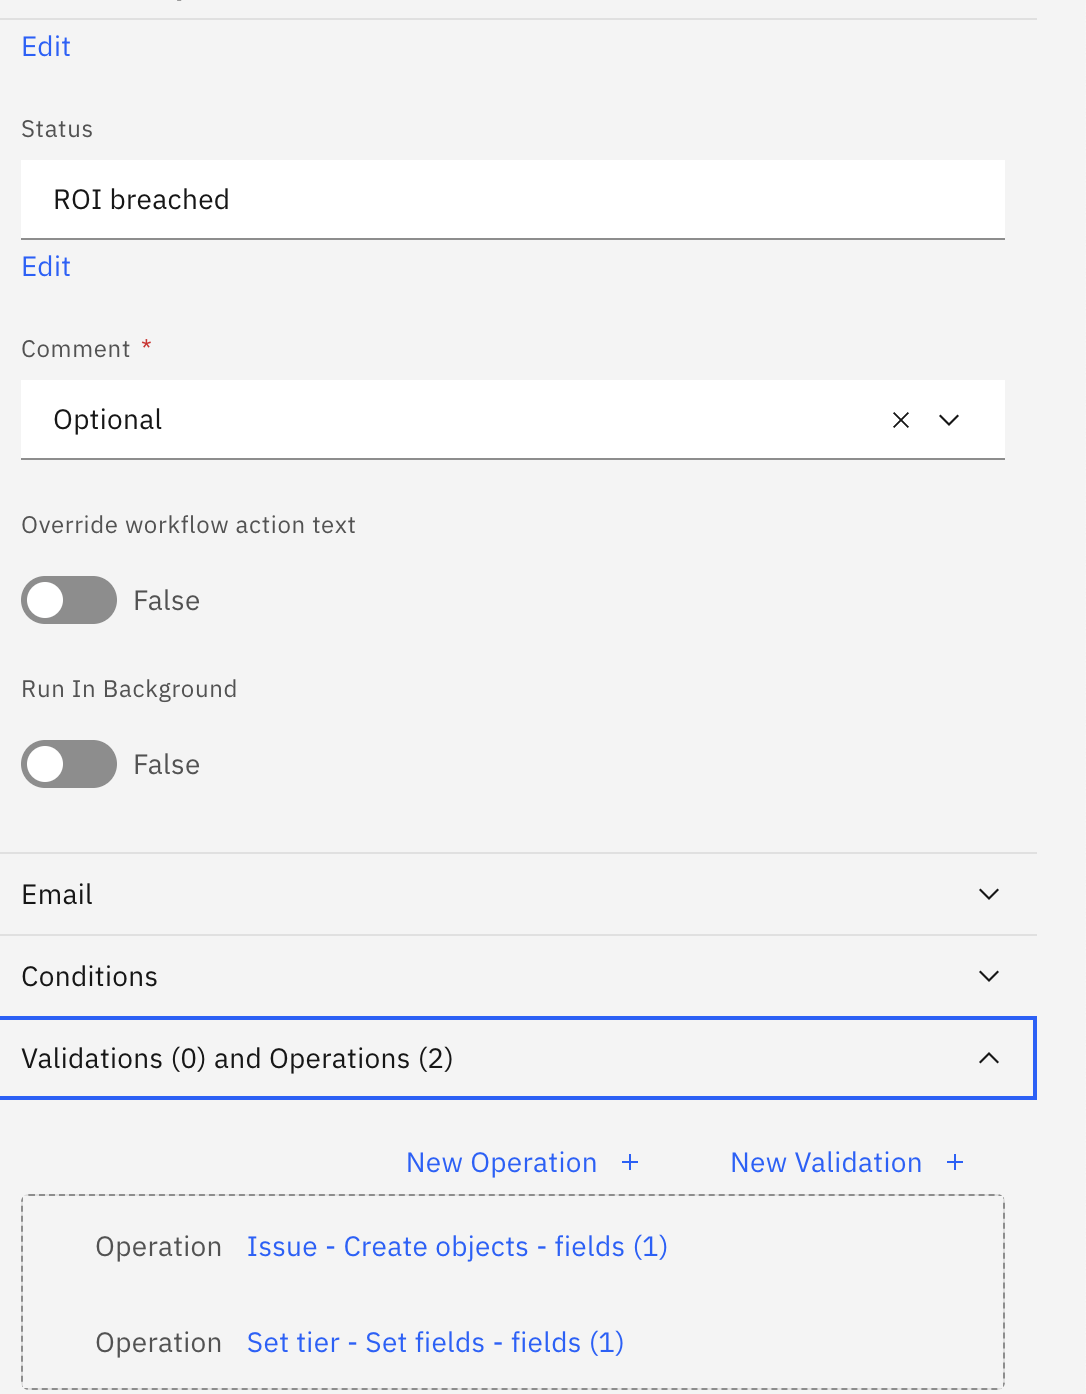 Edit
Status
ROI breached
Edit
Comment *
Optional
Override workflow action text
False
Run In Background
False
Email
Conditions
Validations (0) and Operations (2)
New Operation + New Validation +
Operation Issue - Create objects - fields (1)
Operation Set tier - Set fields - fields (1)